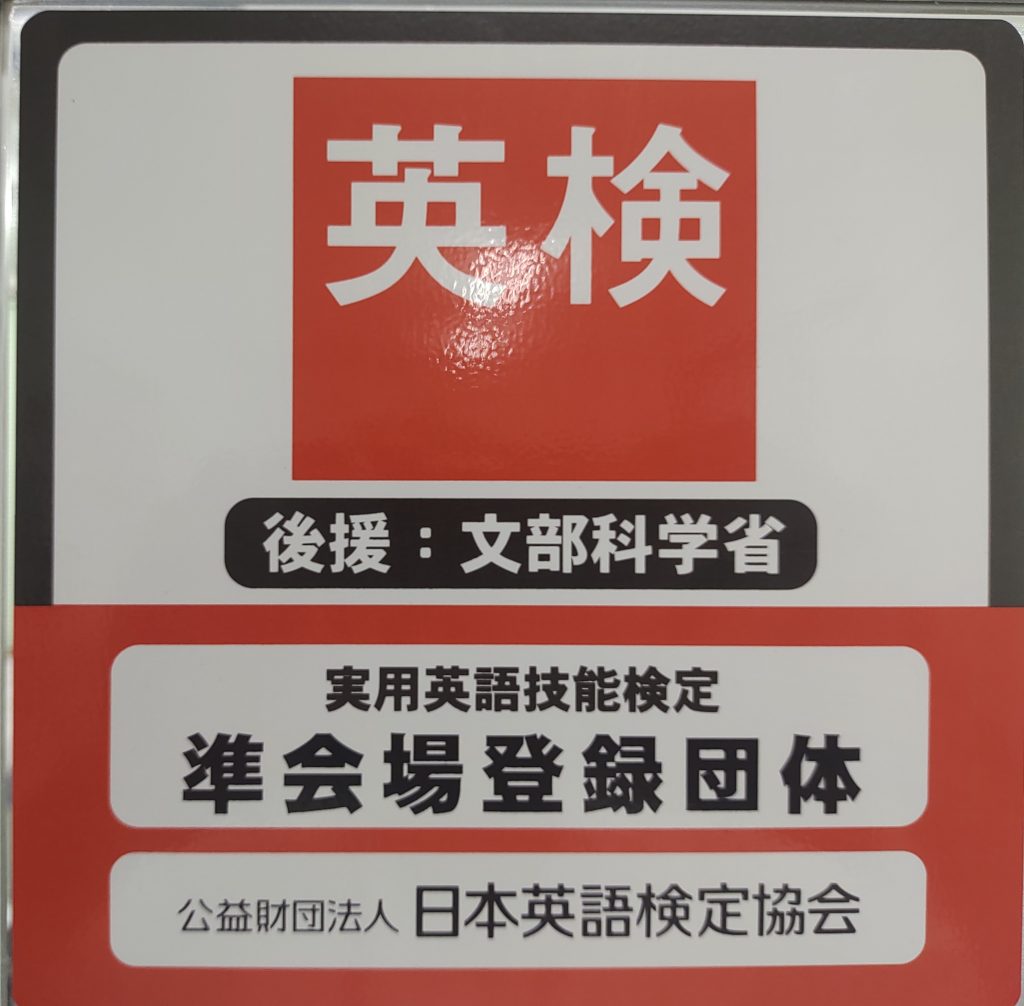 英検
後援：文部科学省
実用英語技能検定
準会場登録団体
公益財団法人 日本英語検定協会